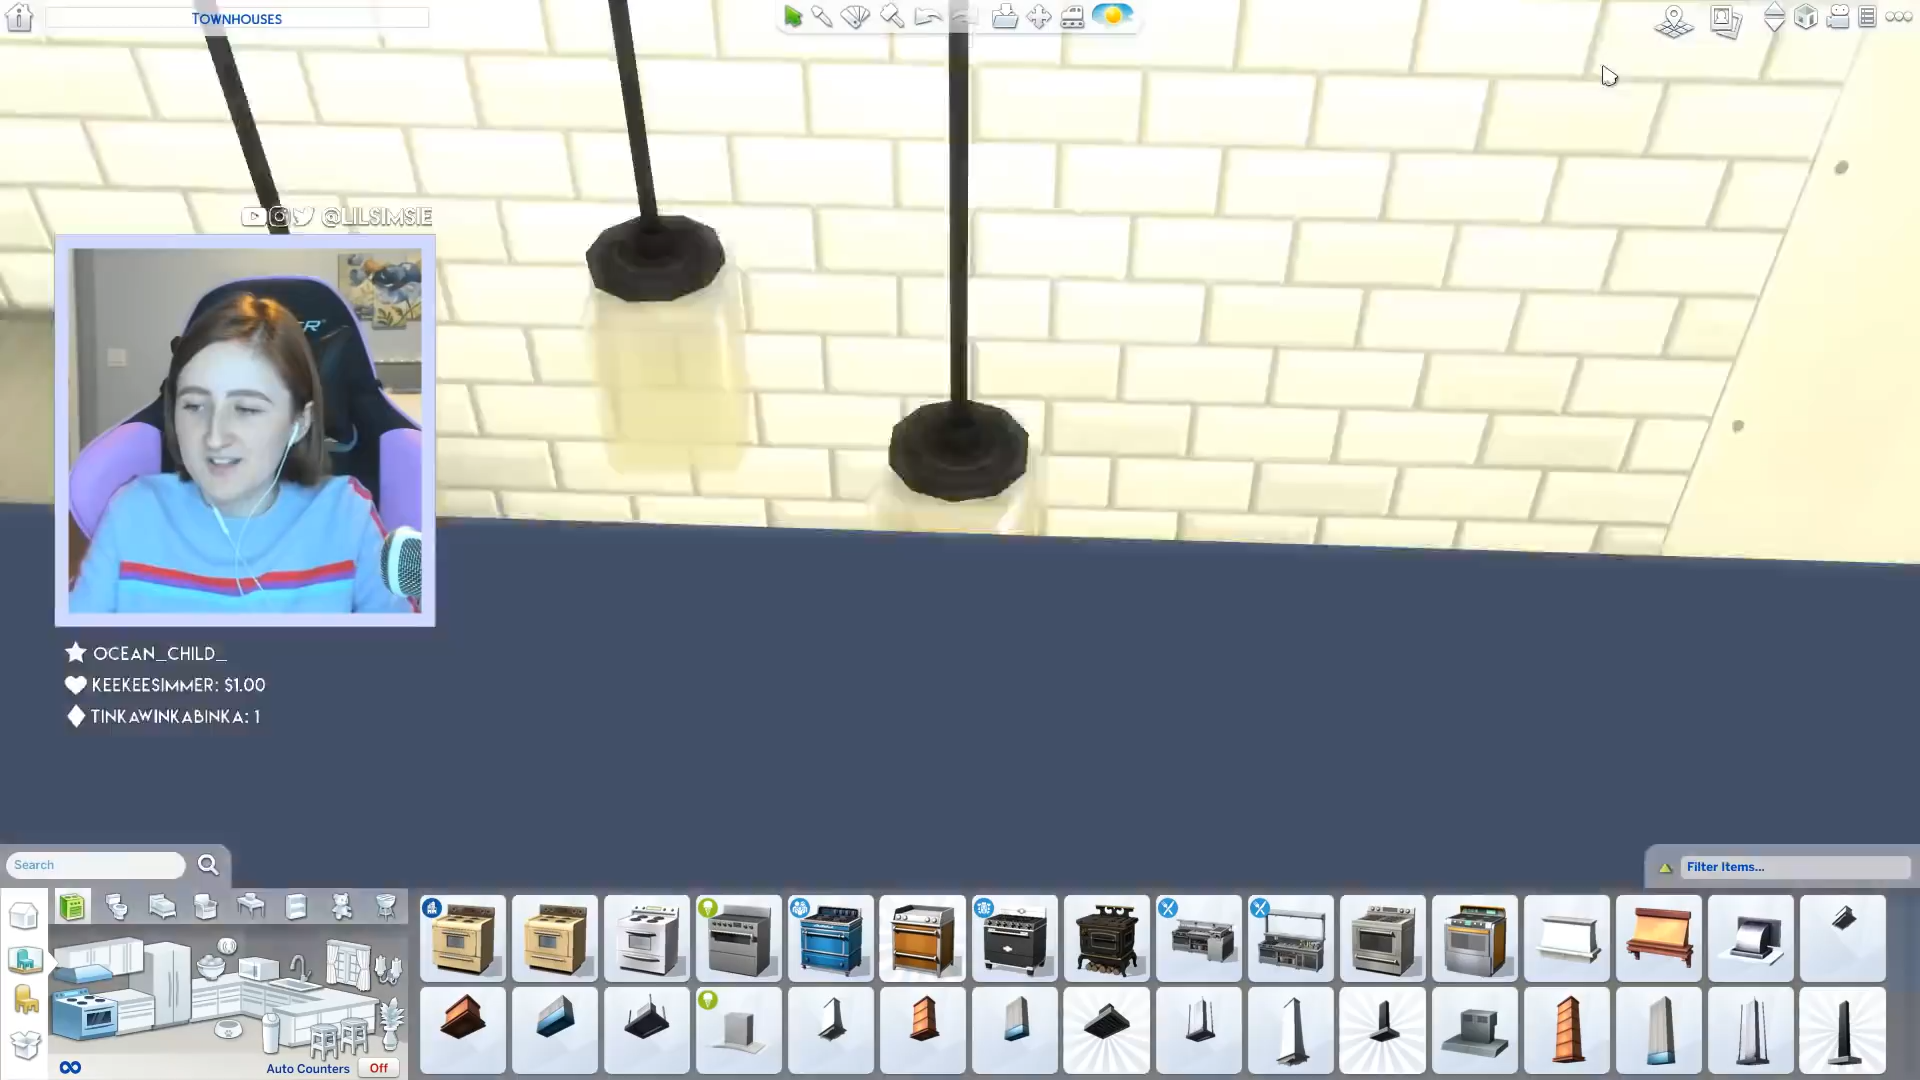 TOWNHOUSES
@LILSIMSIE
OCEAN_CHILD_
KEEKEESIMMER: $1.00
TINKAWINKABINKA: 1
Search
Filter Items...
Auto Counters Off